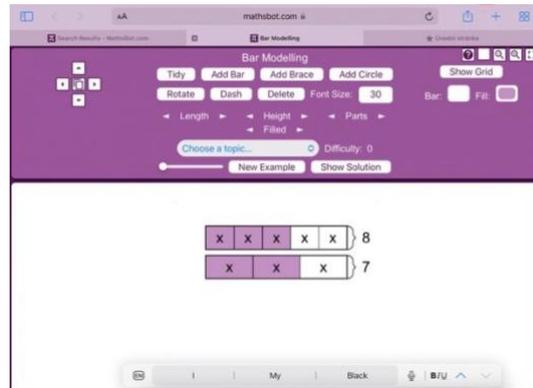 AA mathsbot.com
Search Results - MathsBot.com Bar Modelling Úvodní stránka
Bar Modelling
Tidy Add Bar Add Brace Add Circle Show Grid
Rotate Dash Delete Font Size: 30 Bar: Fill:
Length Height Parts
Filled
Choose a topic... Difficulty: 0
New Example Show Solution
x x x x x 8
x x x 7
EN I My Black B I U